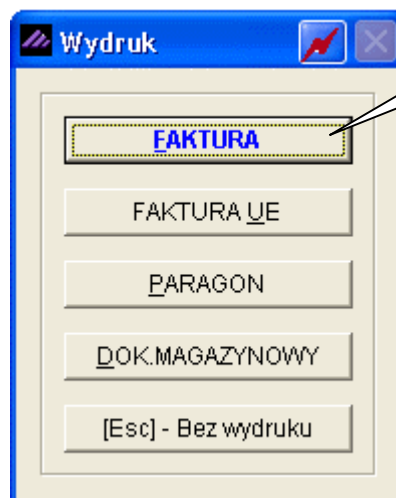 Wydruk
FAKTURA
FAKTURA UE
PARAGON
DOK.MAGAZYNOWY
[Esc] - Bez wydruku